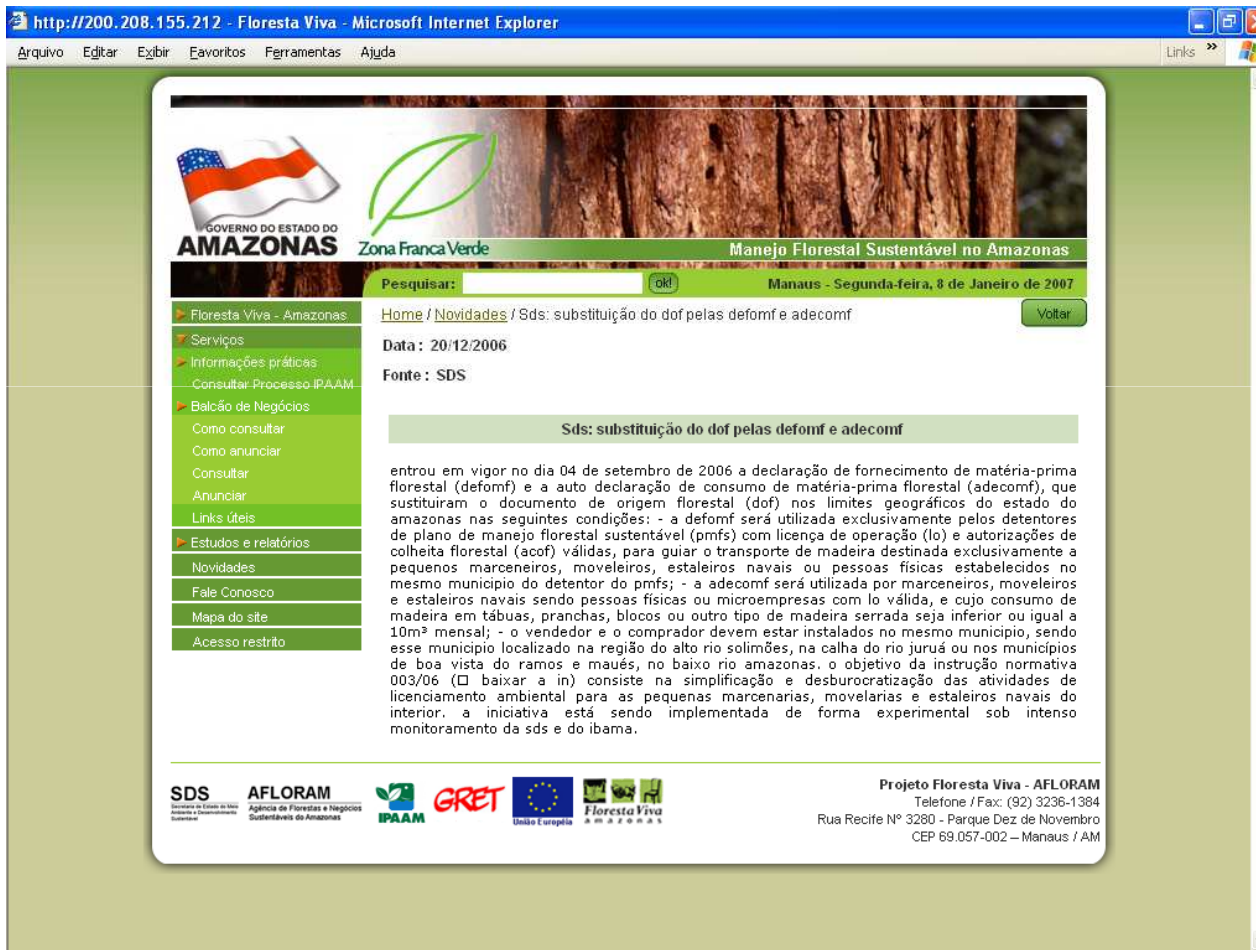 http://200.208.155.212 - Floresta Viva - Microsoft Internet Explorer
Arquivo Editar Exibir Favoritos Ferramentas Ajuda Links »
GOVERNO DO ESTADO DO
AMAZONAS
Zona Franca Verde
Manejo Florestal Sustentável no Amazonas
Pesquisar: ok! Manaus - Segunda-feira, 8 de Janeiro de 2007
Floresta Viva - Amazonas
Serviços
Informações práticas
Consultar Processo IPAAM
Balcão de Negócios
Como consultar
Como anunciar
Consultar
Anunciar
Links úteis
Estudos e relatórios
Novidades
Fale Conosco
Mapa do site
Acesso restrito
Home / Novidades / Sds: substituição do dof pelas defomf e adecomf
Voltar
Data : 20/12/2006
Fonte : SDS
Sds: substituição do dof pelas defomf e adecomf
entrou em vigor no dia 04 de setembro de 2006 a declaração de fornecimento de matéria-prima
florestal (defomf) e a auto declaração de consumo de matéria-prima florestal (adecomf), que
sustituiram o documento de origem florestal (dof) nos limites geográficos do estado do
amazonas nas seguintes condições: - a defomf será utilizada exclusivamente pelos detentores
de plano de manejo florestal sustentável (pmfs) com licença de operação (lo) e autorizações de
colheita florestal (acof) válidas, para guiar o transporte de madeira destinada exclusivamente a
pequenos marceneiros, moveleiros, estaleiros navais ou pessoas físicas estabelecidos no
mesmo municipio do detentor do pmfs; - a adecomf será utilizada por marceneiros, moveleiros
e estaleiros navais sendo pessoas físicas ou microempresas com lo válida, e cujo consumo de
madeira em tábuas, pranchas, blocos ou outro tipo de madeira serrada seja inferior ou igual a
10m³ mensal; - o vendedor e o comprador devem estar instalados no mesmo municipio, sendo
esse municipio localizado na região do alto rio solimões, na calha do rio juruá ou nos municípios
de boa vista do ramos e maués, no baixo rio amazonas. o objetivo da instrução normativa
003/06 (□ baixar a in) consiste na simplificação e desburocratização das atividades de
licenciamento ambiental para as pequenas marcenarias, movelarias e estaleiros navais do
interior. a iniciativa está sendo implementada de forma experimental sob intenso
monitoramento da sds e do ibama.
SDS
Secretaria de Estado do Meio
Ambiente e Desenvolvimento
Sustentável
AFLORAM
Agência de Florestas e Negócios
Sustentáveis do Amazonas
IPAAM
GRET
União Européia
Floresta Viva
amazonas
Projeto Floresta Viva - AFLORAM
Telefone / Fax: (92) 3236-1384
Rua Recife Nº 3280 - Parque Dez de Novembro
CEP 69.057-002 – Manaus / AM